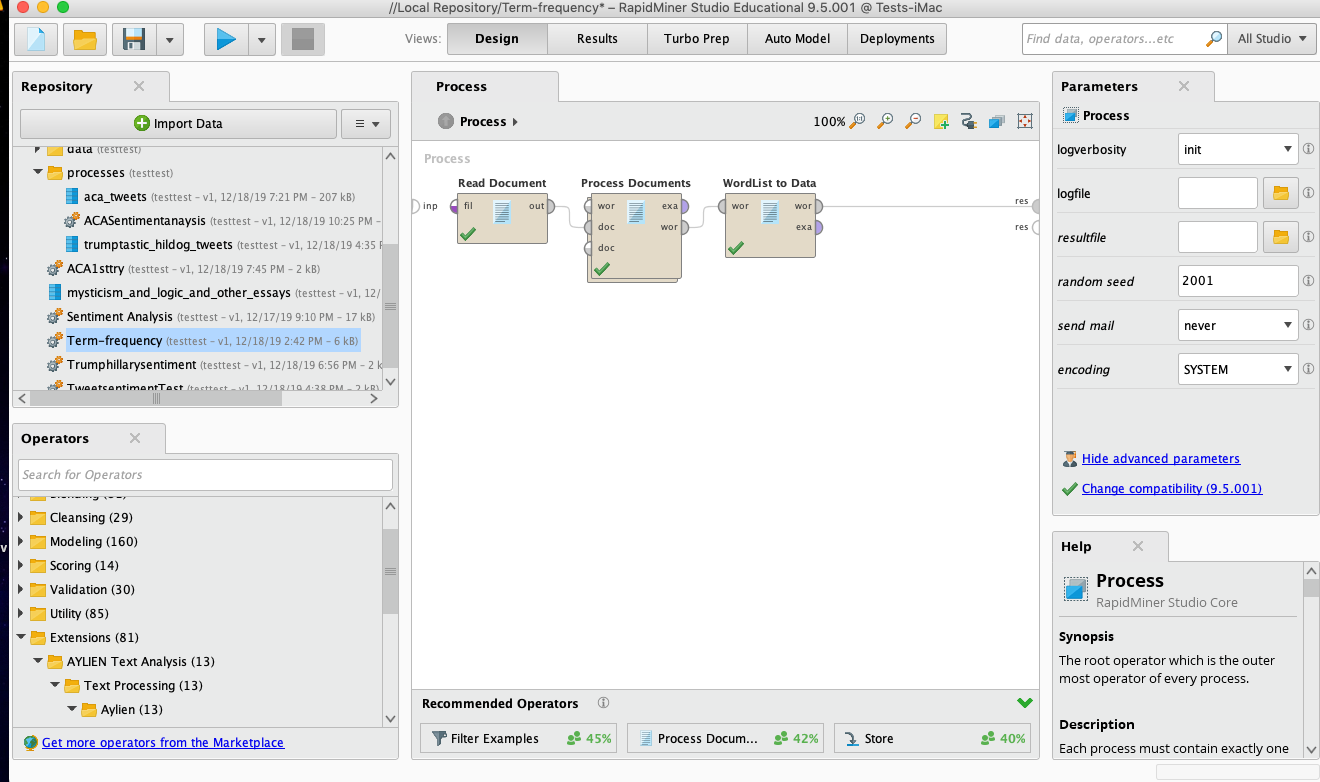 //Local Repository/Term-frequency* – RapidMiner Studio Educational 9.5.001 @ Tests-iMac
Views:
Design
Results
Turbo Prep
Auto Model
Deployments
Find data, operators...etc
All Studio
Repository
Import Data
data (testtest)
processes (testtest)
aca_tweets (testtest – v1, 12/18/19 7:21 PM – 207 kB)
ACASentimentanaysis (testtest – v1, 12/18/19 10:25 PM –
trumptastic_hildog_tweets (testtest – v1, 12/18/19 4:35 P
ACA1sttry (testtest – v1, 12/18/19 7:45 PM – 2 kB)
mysticism_and_logic_and_other_essays (testtest – v1, 12/
Sentiment Analysis (testtest – v1, 12/17/19 9:10 PM – 17 kB)
Term-frequency (testtest – v1, 12/18/19 2:42 PM – 6 kB)
Trumphillarysentiment (testtest – v1, 12/18/19 6:56 PM – 2 k
TweetsentimentTest (testtest – v1, 12/18/19 4:38 PM – 2 kB)
Operators
Search for Operators
Cleansing (29)
Modeling (160)
Scoring (14)
Validation (30)
Utility (85)
Extensions (81)
AYLIEN Text Analysis (13)
Text Processing (13)
Aylien (13)
Get more operators from the Marketplace
Process
Process
100%
Process
inp
Read Document
fil
out
Process Documents
wor
exa
doc
wor
doc
WordList to Data
wor
wor
exa
res
res
Recommended Operators
Filter Examples
45%
Process Docum...
42%
Store
40%
Parameters
Process
logverbosity
init
logfile
resultfile
random seed
2001
send mail
never
encoding
SYSTEM
Hide advanced parameters
Change compatibility (9.5.001)
Help
Process
RapidMiner Studio Core
Synopsis
The root operator which is the outer
most operator of every process.
Description
Each process must contain exactly one
v